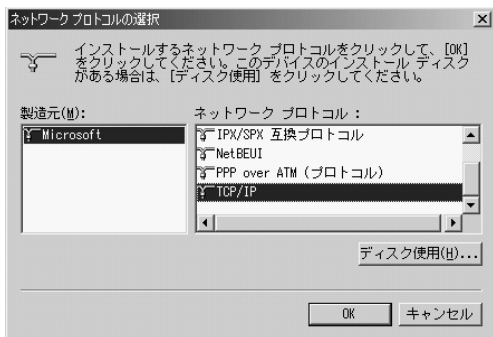 ネットワーク プロトコルの選択
インストールするネットワーク プロトコルをクリックして、[OK]
をクリックしてください。このデバイスのインストール ディスク
がある場合は、[ディスク使用] をクリックしてください。
製造元(M):
Microsoft
ネットワーク プロトコル :
IPX/SPX 互換プロトコル
NetBEUI
PPP over ATM (プロトコル)
TCP/IP
ディスク使用(H)...
OK
キャンセル